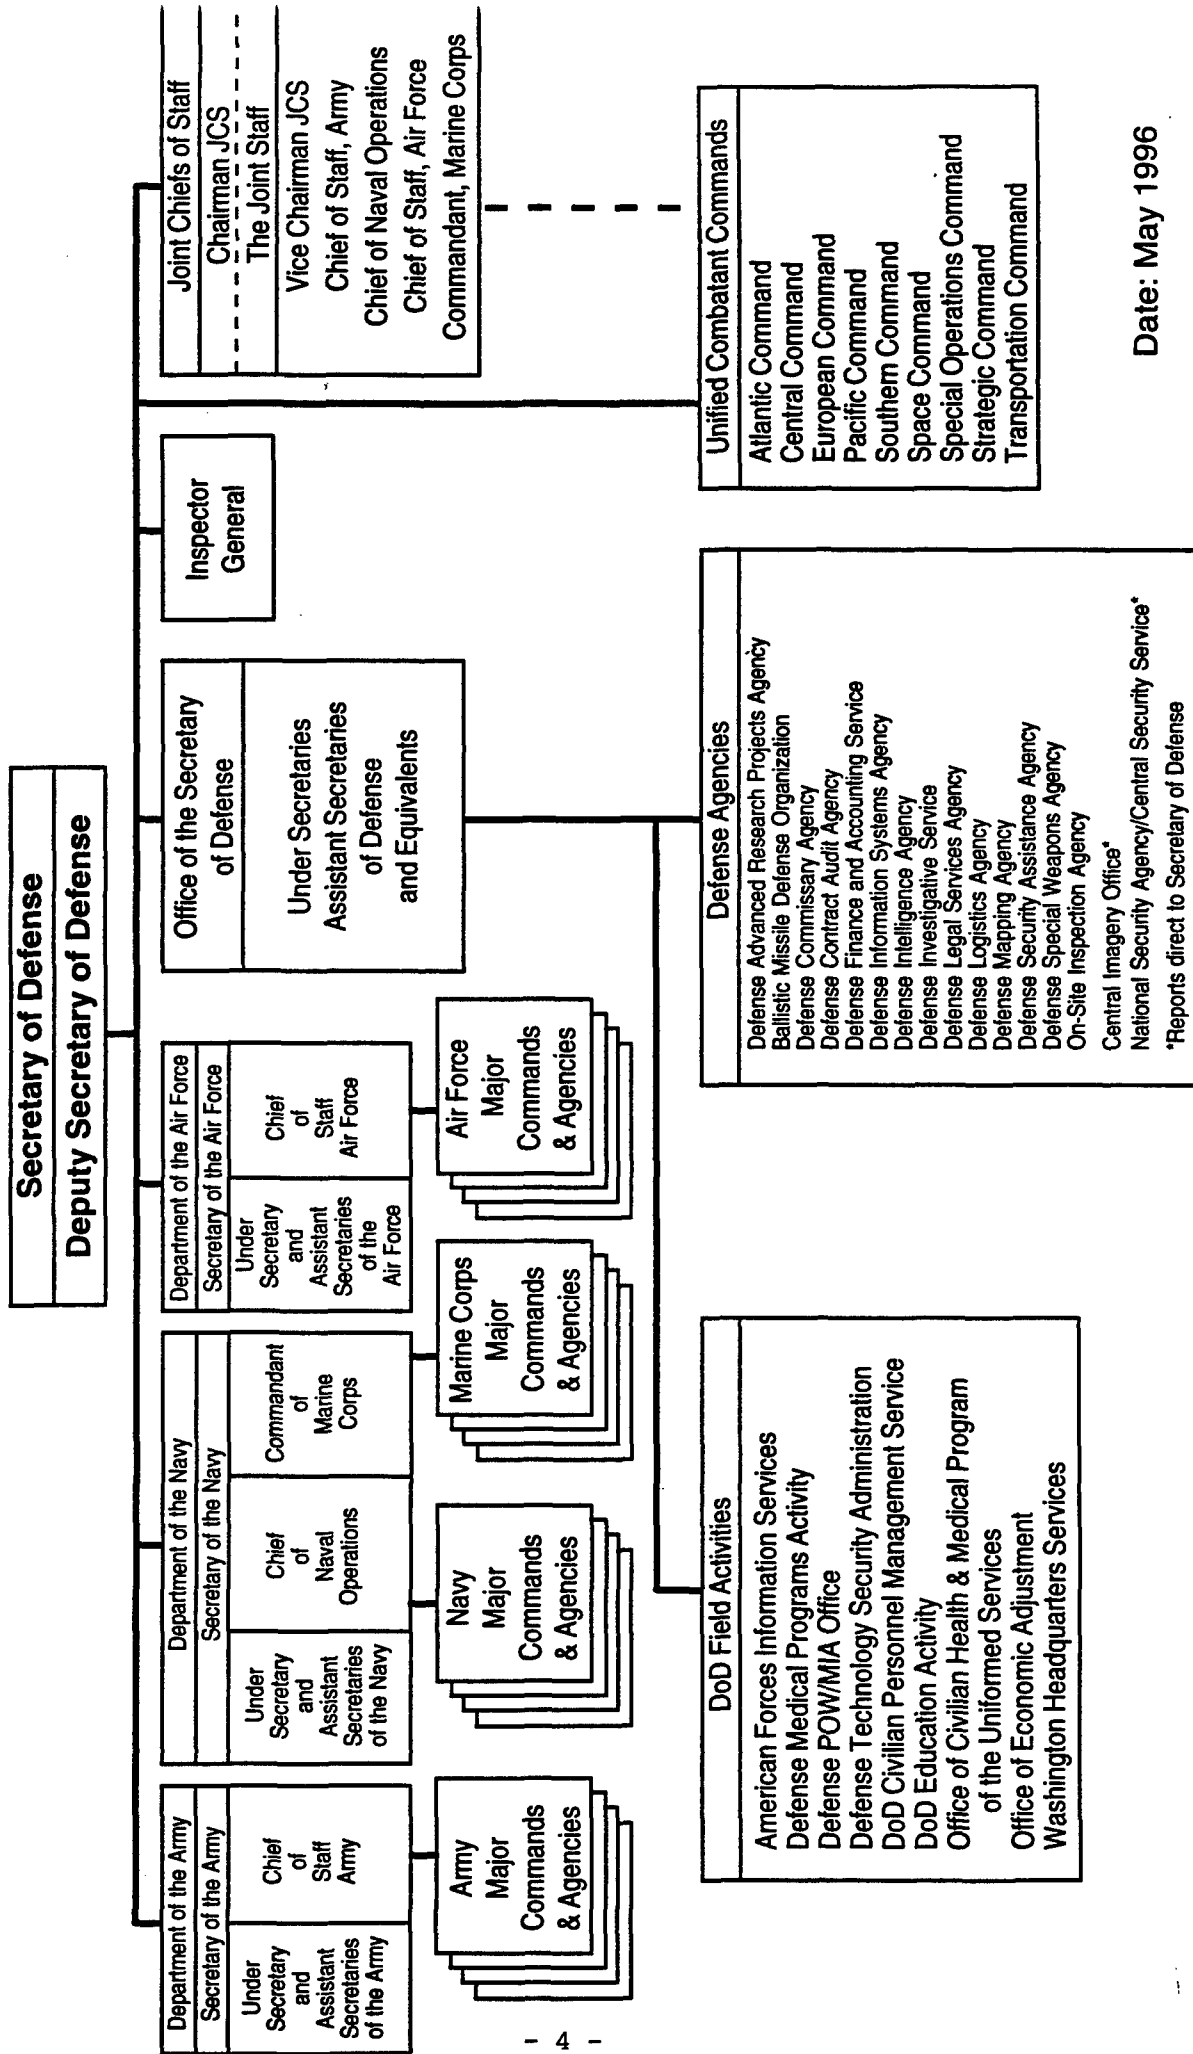 Secretary of Defense
Deputy Secretary of Defense
Department of the Army
Secretary of the Army
Under
Secretary
and
Assistant
Secretaries
of the Army
Chief
of
Staff
Army
Army
Major
Commands
& Agencies
Department of the Navy
Secretary of the Navy
Under
Secretary
and
Assistant
Secretaries
of the Navy
Chief
of
Naval
Operations
Commandant
of
Marine
Corps
Navy
Major
Commands
& Agencies
Marine Corps
Major
Commands
& Agencies
Department of the Air Force
Secretary of the Air Force
Under
Secretary
and
Assistant
Secretaries
of the
Air Force
Chief
of
Staff
Air Force
Air Force
Major
Commands
& Agencies
Office of the Secretary
of Defense
Under Secretaries
Assistant Secretaries
of Defense
and Equivalents
Inspector
General
Joint Chiefs of Staff
Chairman JCS
The Joint Staff
Vice Chairman JCS
Chief of Staff, Army
Chief of Naval Operations
Chief of Staff, Air Force
Commandant, Marine Corps
DoD Field Activities
American Forces Information Services
Defense Medical Programs Activity
Defense POW/MIA Office
Defense Technology Security Administration
DoD Civilian Personnel Management Service
DoD Education Activity
Office of Civilian Health & Medical Program
of the Uniformed Services
Office of Economic Adjustment
Washington Headquarters Services
Defense Agencies
Defense Advanced Research Projects Agency
Ballistic Missile Defense Organization
Defense Commissary Agency
Defense Contract Audit Agency
Defense Finance and Accounting Service
Defense Information Systems Agency
Defense Intelligence Agency
Defense Investigative Service
Defense Legal Services Agency
Defense Logistics Agency
Defense Mapping Agency
Defense Security Assistance Agency
Defense Special Weapons Agency
On-Site Inspection Agency
Central Imagery Office*
National Security Agency/Central Security Service*
*Reports direct to Secretary of Defense
Unified Combatant Commands
Atlantic Command
Central Command
European Command
Pacific Command
Southern Command
Space Command
Special Operations Command
Strategic Command
Transportation Command
Date: May 1996
- 4 -